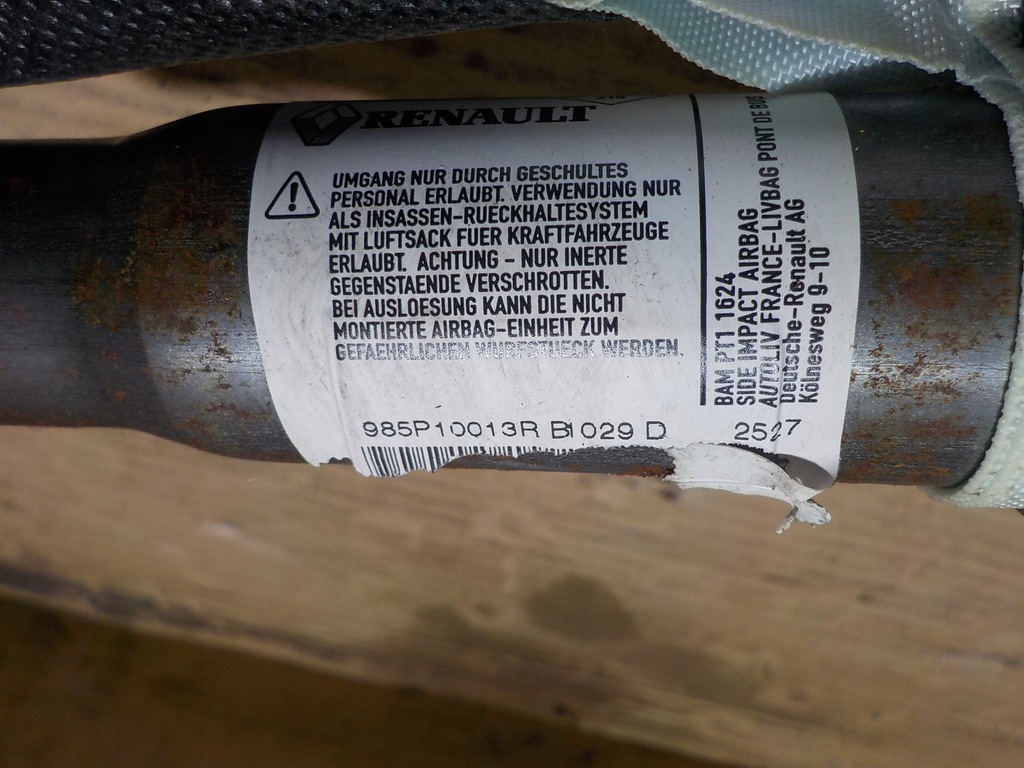 RENAULT
UMGANG NUR DURCH GESCHULTES
PERSONAL ERLAUBT. VERWENDUNG NUR
ALS INSASSEN-RUECKHALTESYSTEM
MIT LUFTSACK FUER KRAFTFAHRZEUGE
ERLAUBT. ACHTUNG - NUR INERTE
GEGENSTAENDE VERSCHROTTEN.
BEI AUSLOESUNG KANN DIE NICHT
MONTIERTE AIRBAG-EINHEIT ZUM
GEFAEHRLICHEN WURFSTUECK WERDEN.
985P10013R B1029 D
2527
BAM PT1 1624
SIDE IMPACT AIRBAG
AUTOLIV FRANCE-LIVBAG PONT DE BUIS
Deutsche-Renault AG
Kölnesweg 9-10